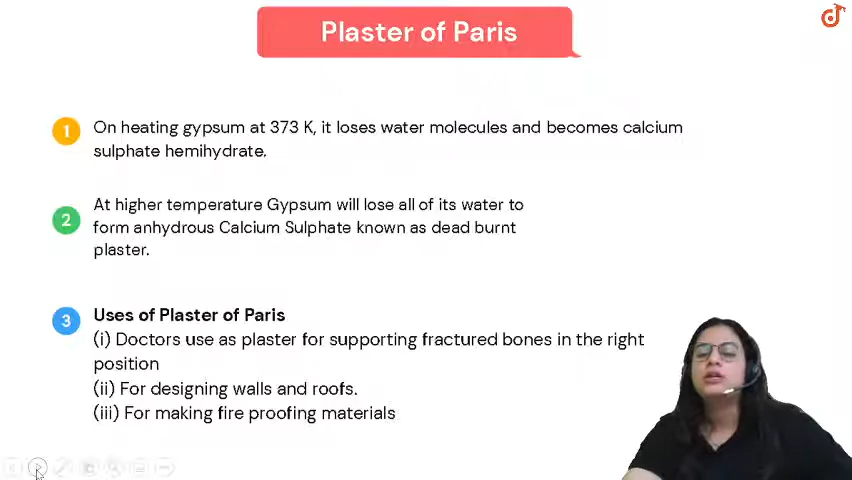 Plaster of Paris
1
On heating gypsum at 373 K, it loses water molecules and becomes calcium
sulphate hemihydrate.
2
At higher temperature Gypsum will lose all of its water to
form anhydrous Calcium Sulphate known as dead burnt
plaster.
3
Uses of Plaster of Paris
(i) Doctors use as plaster for supporting fractured bones in the right
position
(ii) For designing walls and roofs.
(iii) For making fire proofing materials